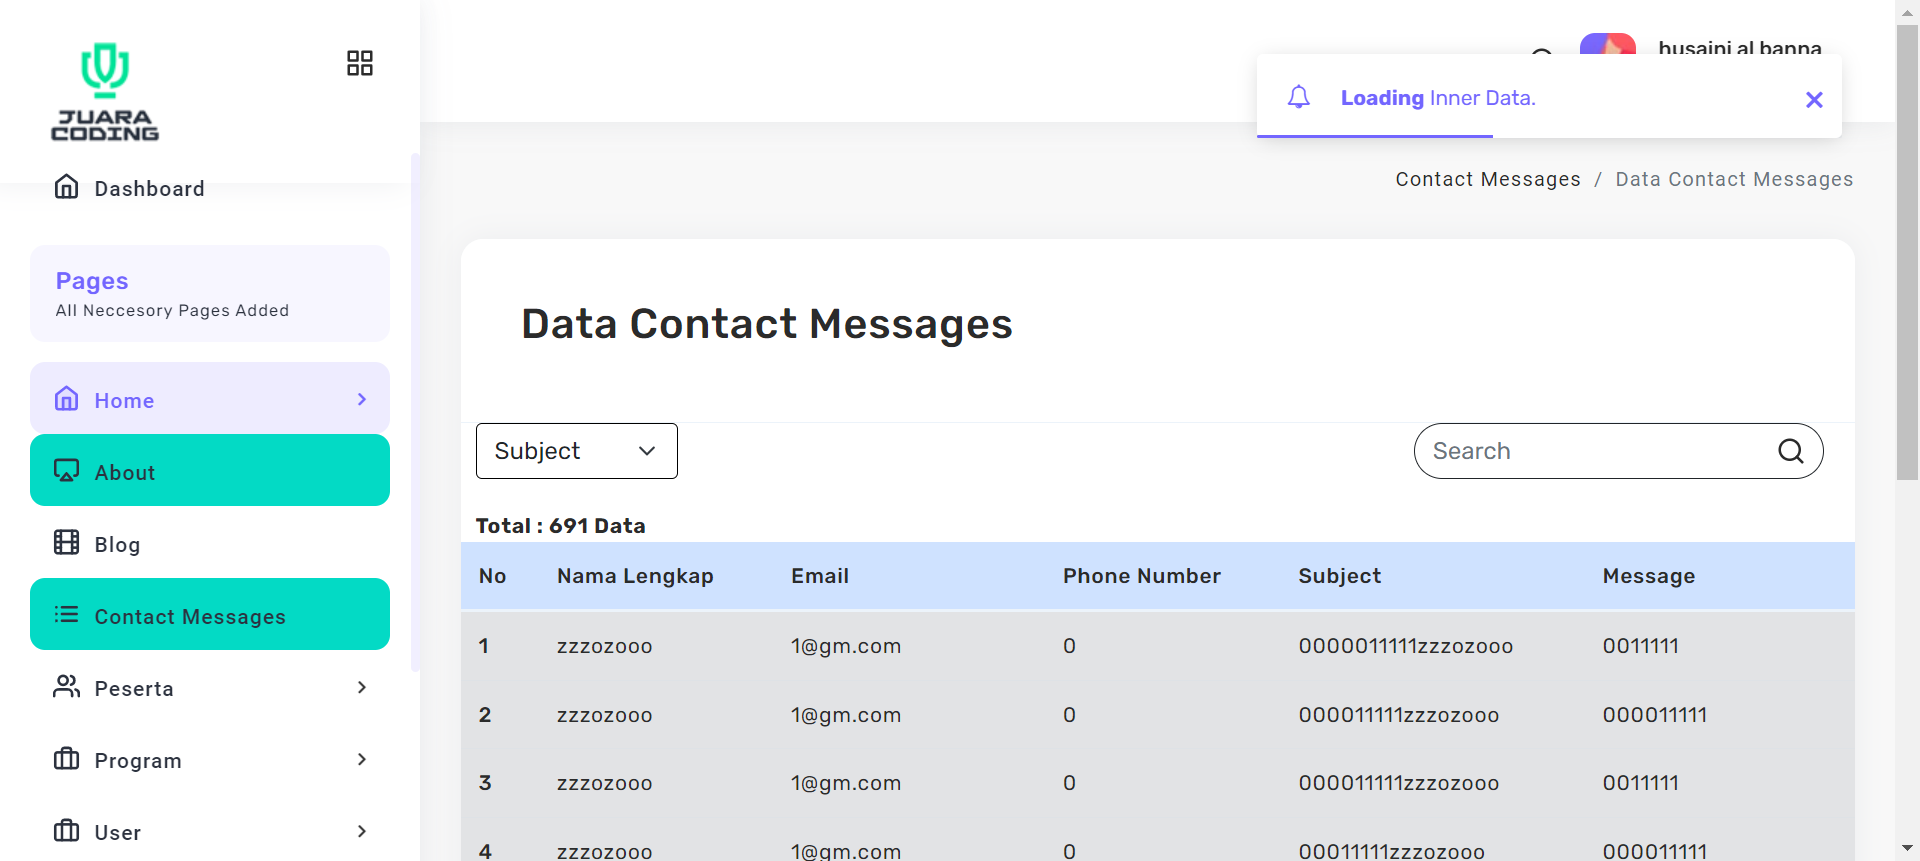 JUARA
CODING
Dashboard
Pages
All Neccesory Pages Added
Home
About
Blog
Contact Messages
Peserta
Program
User
husaini al banna
Loading Inner Data.
Contact Messages / Data Contact Messages
Data Contact Messages
Subject
Search
Total : 691 Data
No Nama Lengkap Email Phone Number Subject Message
1 zzzozooo 1@gm.com 0 0000011111zzzozooo 0011111
2 zzzozooo 1@gm.com 0 000011111zzzozooo 000011111
3 zzzozooo 1@gm.com 0 000011111zzzozooo 0011111
4 zzzozooo 1@gm.com 0 00011111zzzozooo 000011111